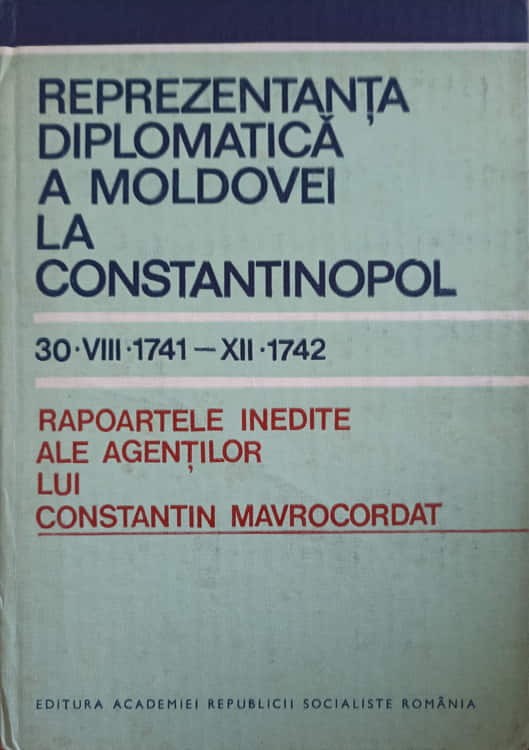 REPREZENTANȚA
DIPLOMATICĂ
A MOLDOVEI
LA
CONSTANTINOPOL
30·VIII·1741—XII·1742
RAPOARTELE INEDITE
ALE AGENȚILOR
LUI
CONSTANTIN MAVROCORDAT
EDITURA ACADEMIEI REPUBLICII SOCIALISTE ROMÂNIA